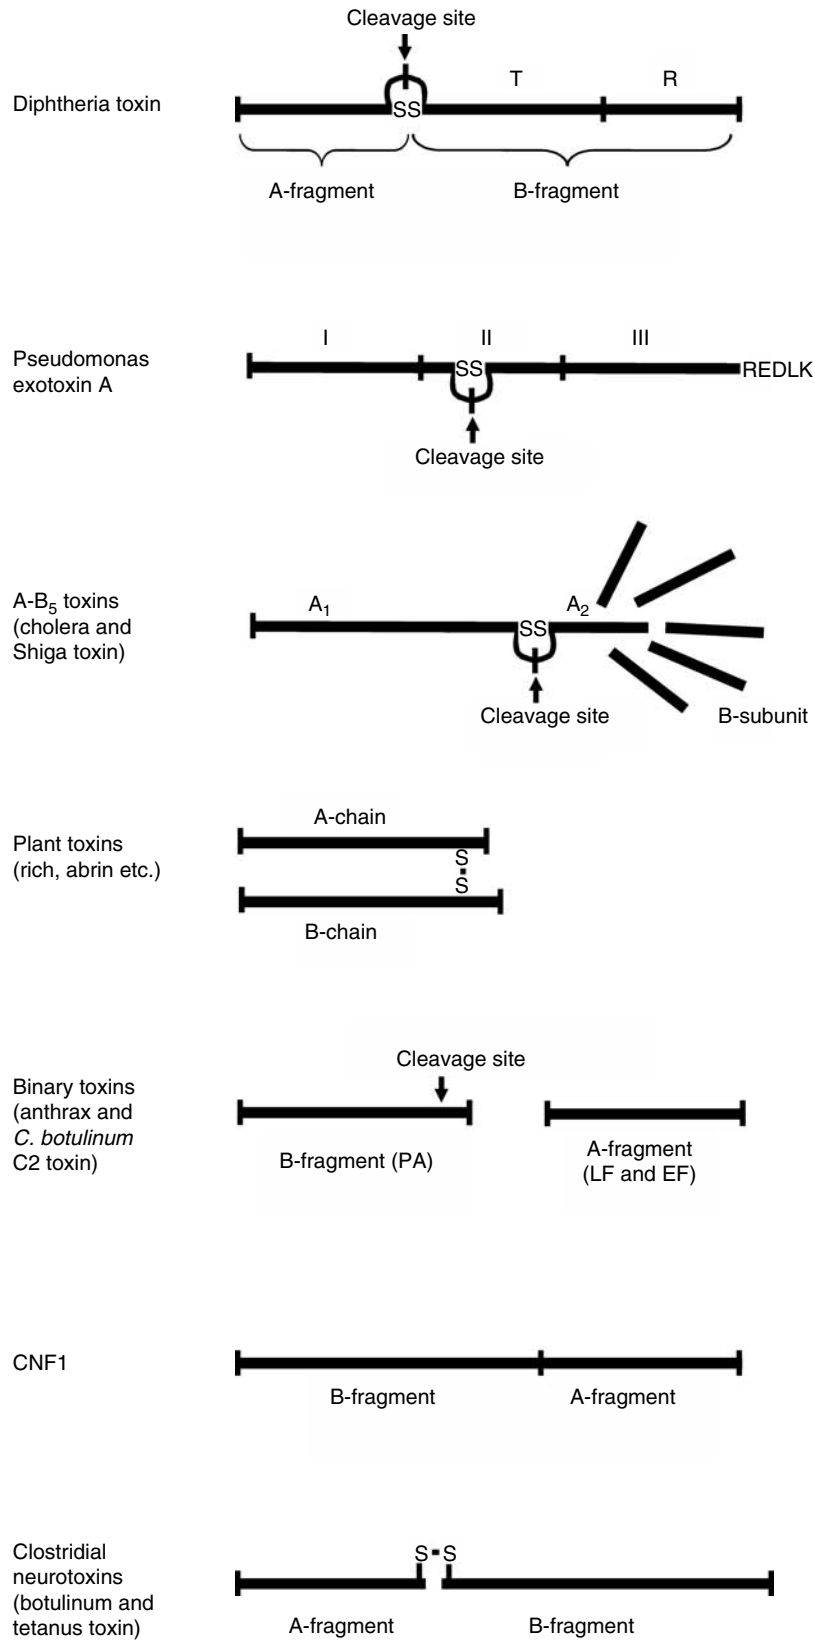 Cleavage site
T R
Diphtheria toxin
SS
A-fragment B-fragment
I II III
Pseudomonas
exotoxin A
SS
REDLK
Cleavage site
A-B5 toxins
(cholera and
Shiga toxin)
A1 A2
SS
Cleavage site B-subunit
A-chain
Plant toxins
(rich, abrin etc.)
S
S
B-chain
Cleavage site
Binary toxins
(anthrax and
C. botulinum
C2 toxin)
B-fragment (PA)
A-fragment
(LF and EF)
CNF1
B-fragment A-fragment
Clostridial
neurotoxins
(botulinum and
tetanus toxin)
S S
A-fragment B-fragment